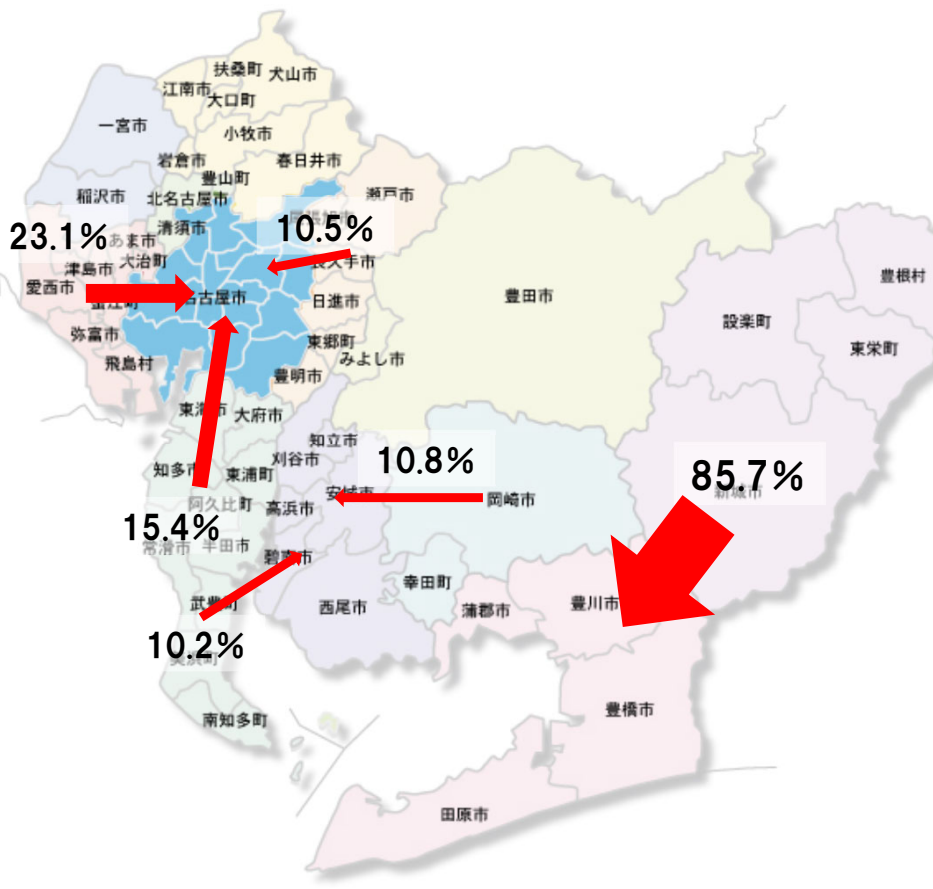 扶桑町
犬山市
江南市
大口町
一宮市
小牧市
岩倉市
春日井市
豊山町
瀬戸市
稲沢市
北名古屋市
清須市
10.5%
23.1%
あま市
大治町
長久手市
津島市
愛西市
名古屋市
日進市
豊田市
豊根村
設楽町
弥富市
東郷町
みよし市
東栄町
飛島村
豊明市
東海市
大府市
知立市
刈谷市
10.8%
85.7%
知多市
東浦町
安城市
岡崎市
新城市
阿久比町
高浜市
15.4%
常滑市
半田市
碧南市
幸田町
武豊町
西尾市
蒲郡市
豊川市
10.2%
美浜町
南知多町
豊橋市
田原市